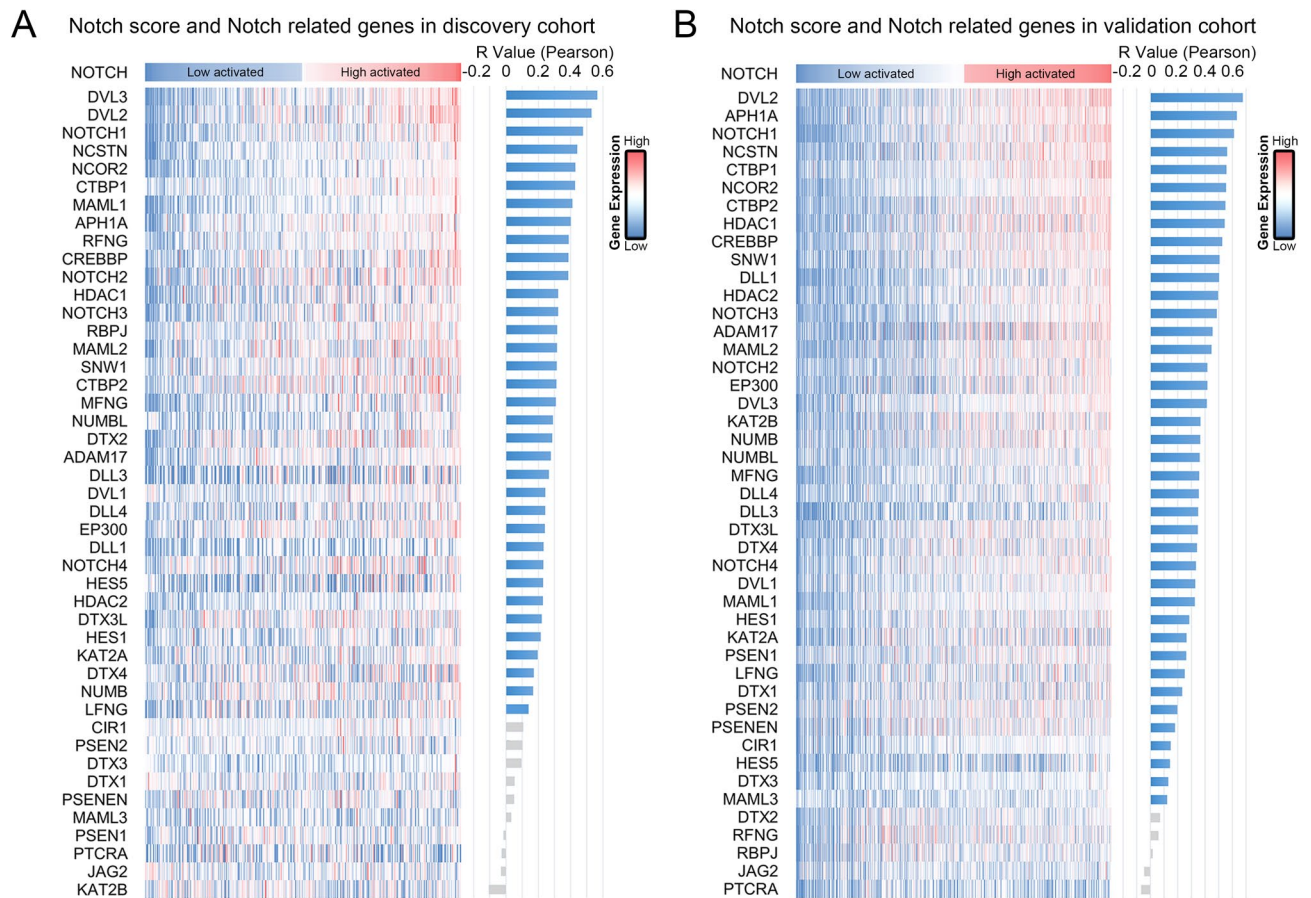 A
Notch score and Notch related genes in discovery cohort
R Value (Pearson)
NOTCH
Low activated
High activated
-0.2 0 0.2 0.4 0.6
DVL3
DVL2
NOTCH1
NCSTN
NCOR2
CTBP1
MAML1
APH1A
RFNG
CREBBP
NOTCH2
HDAC1
NOTCH3
RBPJ
MAML2
SNW1
CTBP2
MFNG
NUMBL
DTX2
ADAM17
DLL3
DVL1
DLL4
EP300
DLL1
NOTCH4
HES5
HDAC2
DTX3L
HES1
KAT2A
DTX4
NUMB
LFNG
CIR1
PSEN2
DTX3
DTX1
PSENEN
MAML3
PSEN1
PTCRA
JAG2
KAT2B
Gene Expression
High
Low
B
Notch score and Notch related genes in validation cohort
R Value (Pearson)
NOTCH
Low activated
High activated
-0.2 0 0.2 0.4 0.6
DVL2
APH1A
NOTCH1
NCSTN
CTBP1
NCOR2
CTBP2
HDAC1
CREBBP
SNW1
DLL1
HDAC2
NOTCH3
ADAM17
MAML2
NOTCH2
EP300
DVL3
KAT2B
NUMB
NUMBL
MFNG
DLL4
DLL3
DTX3L
DTX4
NOTCH4
DVL1
MAML1
HES1
KAT2A
PSEN1
LFNG
DTX1
PSEN2
PSENEN
CIR1
HES5
DTX3
MAML3
DTX2
RFNG
RBPJ
JAG2
PTCRA
Gene Expression
High
Low